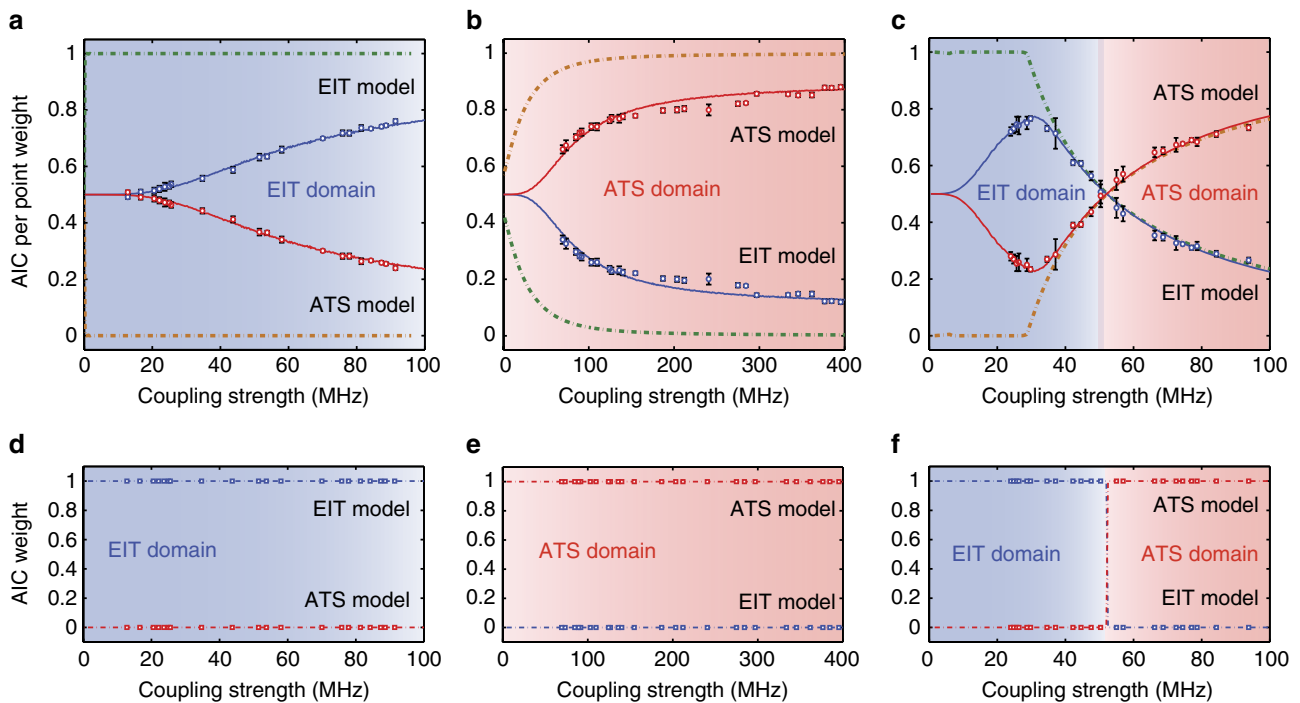 a
1
0.8
0.6
0.4
0.2
0
AIC per point weight
EIT model
EIT domain
ATS model
0 20 40 60 80 100
Coupling strength (MHz)
b
1
0.8
0.6
0.4
0.2
0
ATS model
ATS domain
EIT model
0 100 200 300 400
Coupling strength (MHz)
c
1
0.8
0.6
0.4
0.2
0
ATS model
EIT domain
ATS domain
EIT model
0 20 40 60 80 100
Coupling strength (MHz)
d
1
0.8
0.6
0.4
0.2
0
AIC weight
EIT model
EIT domain
ATS model
0 20 40 60 80 100
Coupling strength (MHz)
e
1
0.8
0.6
0.4
0.2
0
ATS model
ATS domain
EIT model
0 100 200 300 400
Coupling strength (MHz)
f
1
0.8
0.6
0.4
0.2
0
ATS model
EIT domain
ATS domain
EIT model
0 20 40 60 80 100
Coupling strength (MHz)